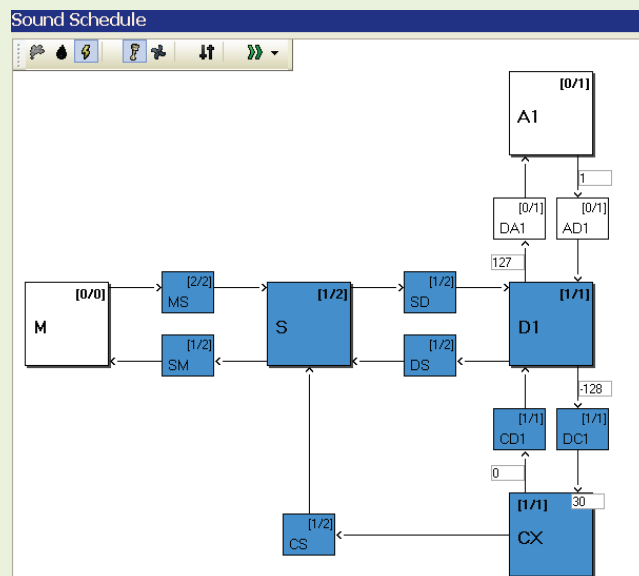 Sound Schedule
[0/1]
A1
1
[0/1]
DA1
[0/1]
AD1
127
[0/0]
M
[2/2]
MS
[1/2]
S
[1/2]
SD
[1/1]
D1
[1/2]
SM
[1/2]
DS
-128
[1/1]
CD1
[1/1]
DC1
0
30
[1/1]
CX
[1/2]
CS